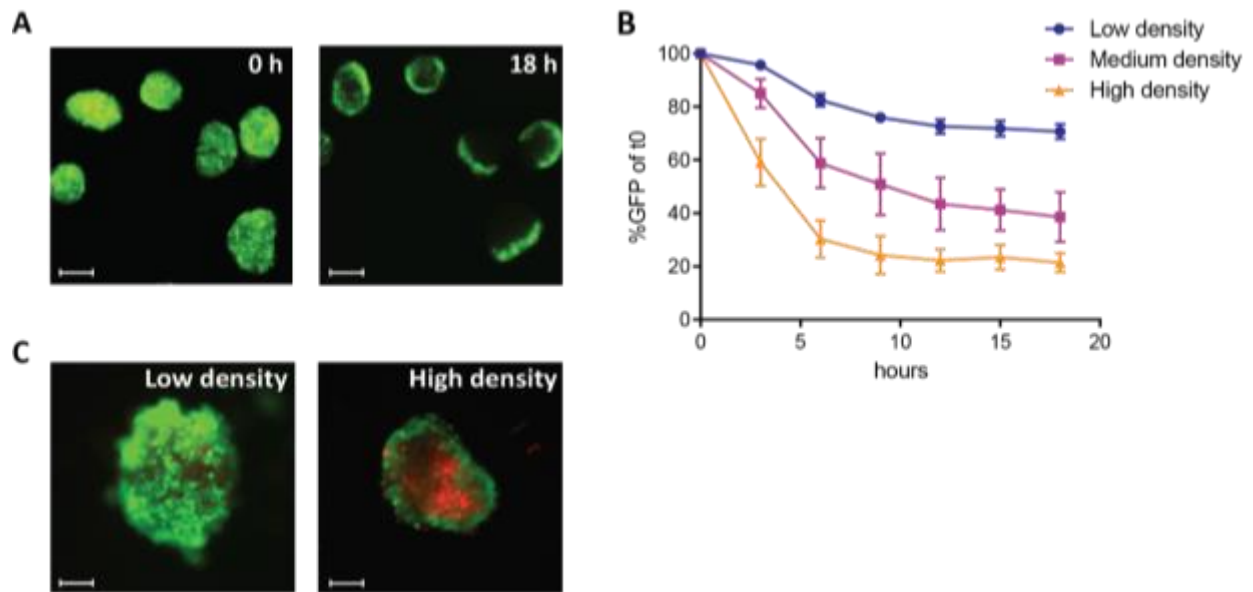 A
0 h
18 h
B
Low density
Medium density
High density
100
80
60
40
20
0
%GFP of t0
0
5
10
15
20
hours
C
Low density
High density